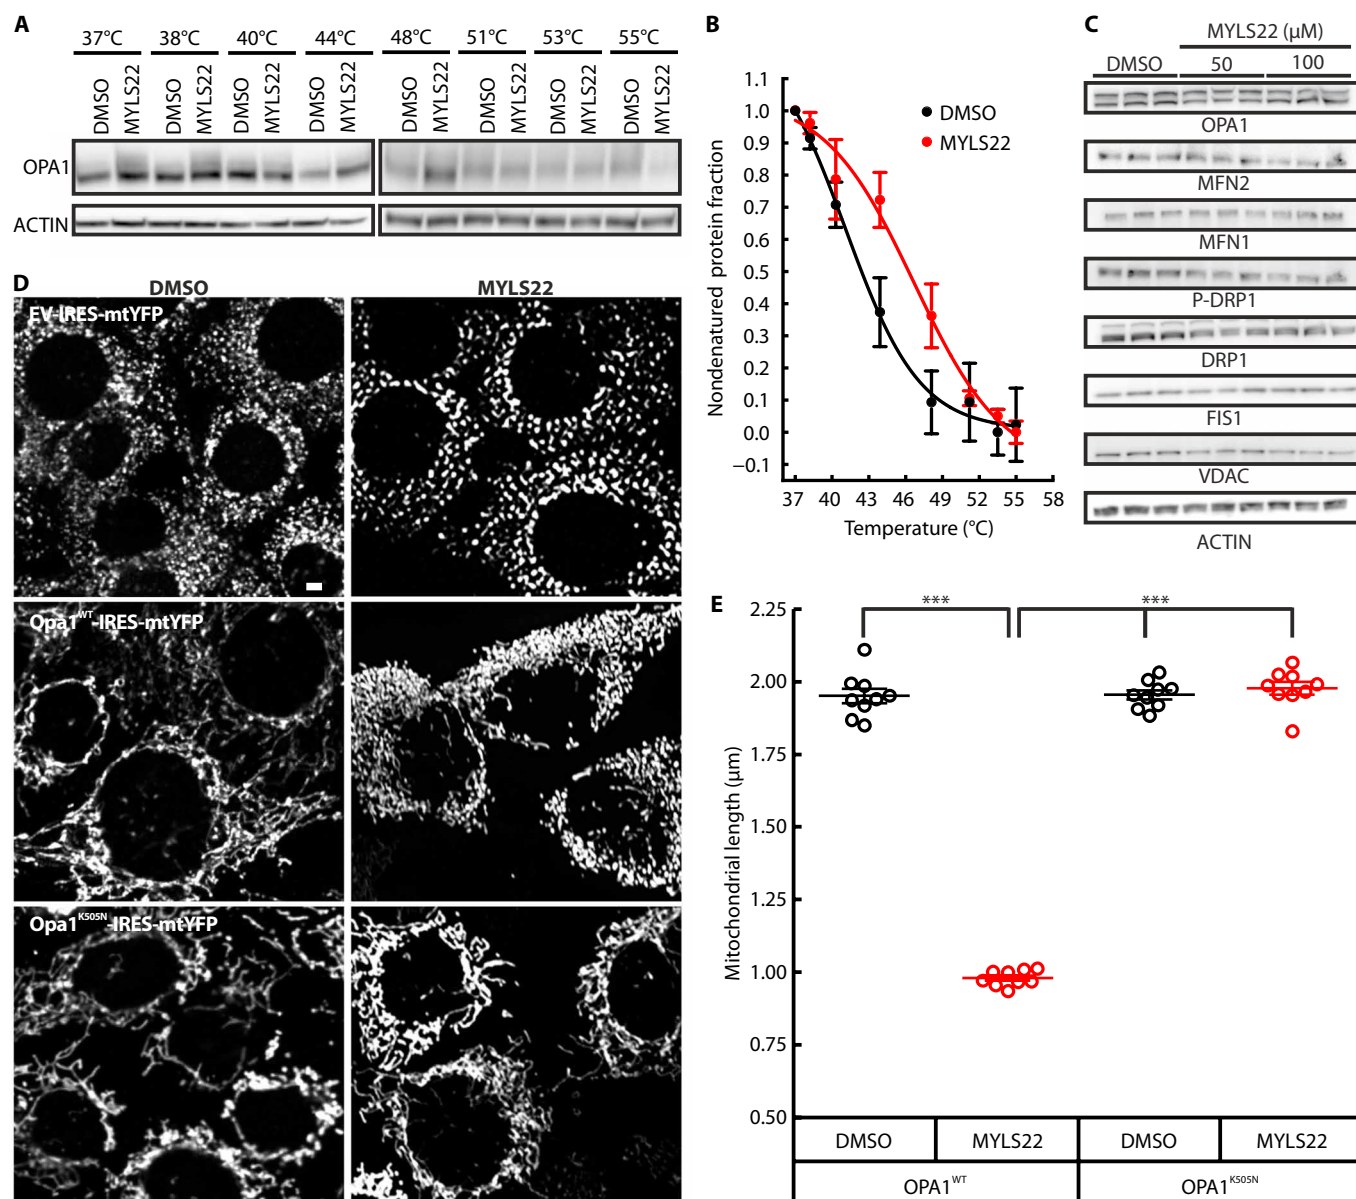 A
37°C 38°C 40°C 44°C 48°C 51°C 53°C 55°C
DMSO MYLS22 DMSO MYLS22 DMSO MYLS22 DMSO MYLS22 DMSO MYLS22 DMSO MYLS22 DMSO MYLS22 DMSO MYLS22
OPA1
ACTIN
B
1.1
1.0
0.9
0.8
0.7
0.6
0.5
0.4
0.3
0.2
0.1
0.0
−0.1
Nondenatured protein fraction
DMSO
MYLS22
37 40 43 46 49 52 55 58
Temperature (°C)
C
MYLS22 (µM)
DMSO 50 100
OPA1
MFN2
MFN1
P-DRP1
DRP1
FIS1
VDAC
ACTIN
D
DMSO MYLS22
EV-IRES-mtYFP
Opa1WT-IRES-mtYFP
Opa1K505N-IRES-mtYFP
E
2.25
2.00
1.75
1.50
1.25
1.00
0.75
0.50
Mitochondrial length (µm)
*** ***
DMSO MYLS22 DMSO MYLS22
OPA1WT OPA1K505N